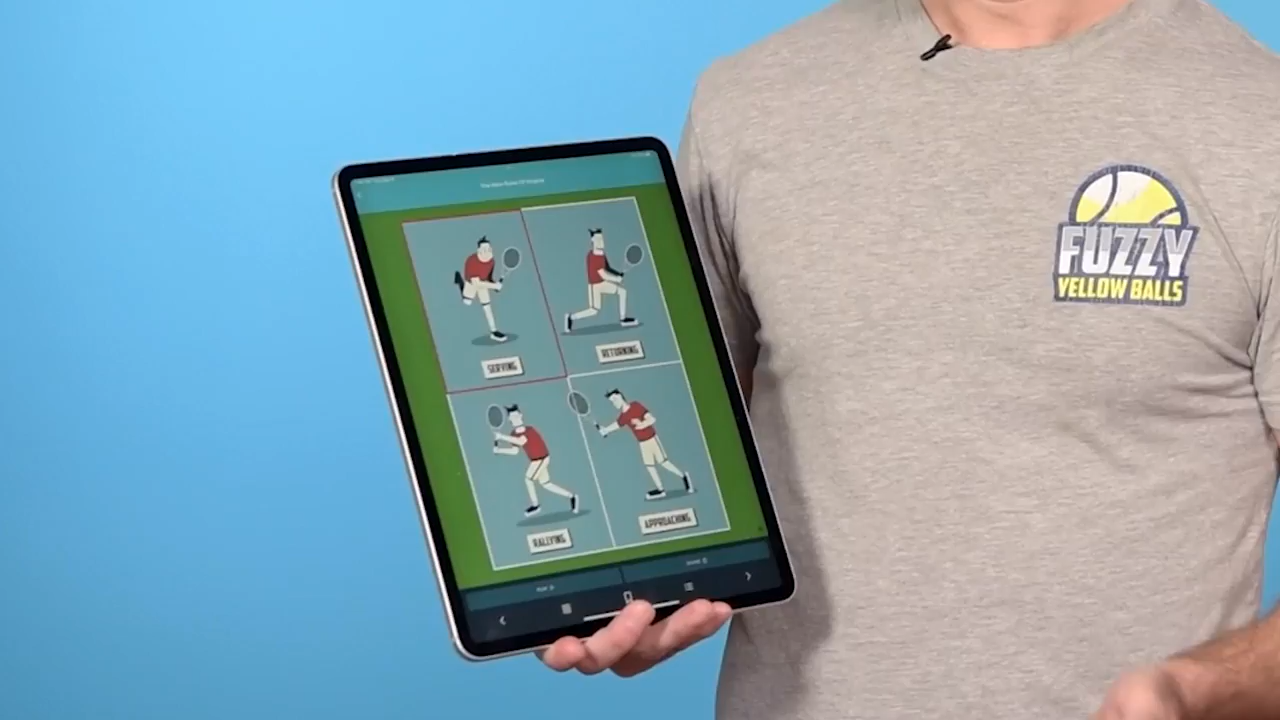 SERVING
RETURNING
RALLYING
APPROACHING
FUZZY
YELLOW BALLS